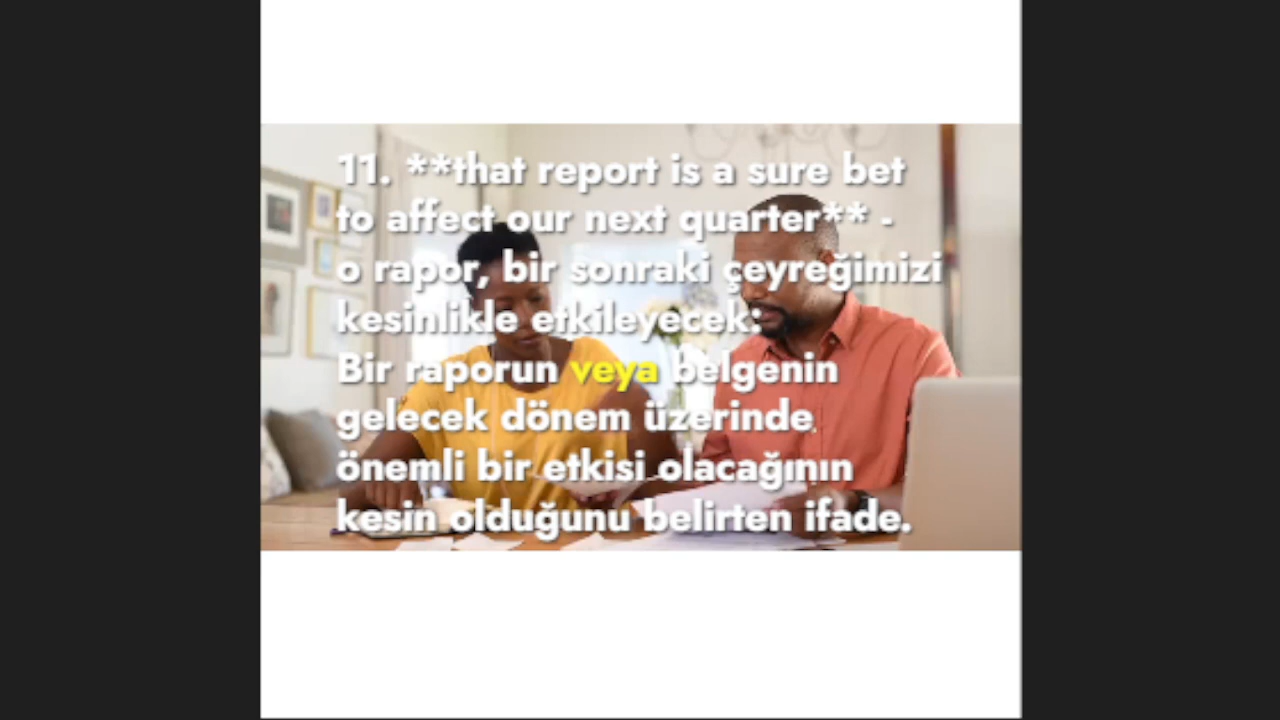 11. **that report is a sure bet
to affect our next quarter** -
o rapor, bir sonraki çeyreğimizi
kesinlikle etkileyecek:
Bir raporun veya belgenin
gelecek dönem üzerinde
önemli bir etkisi olacağının
kesin olduğunu belirten ifade.